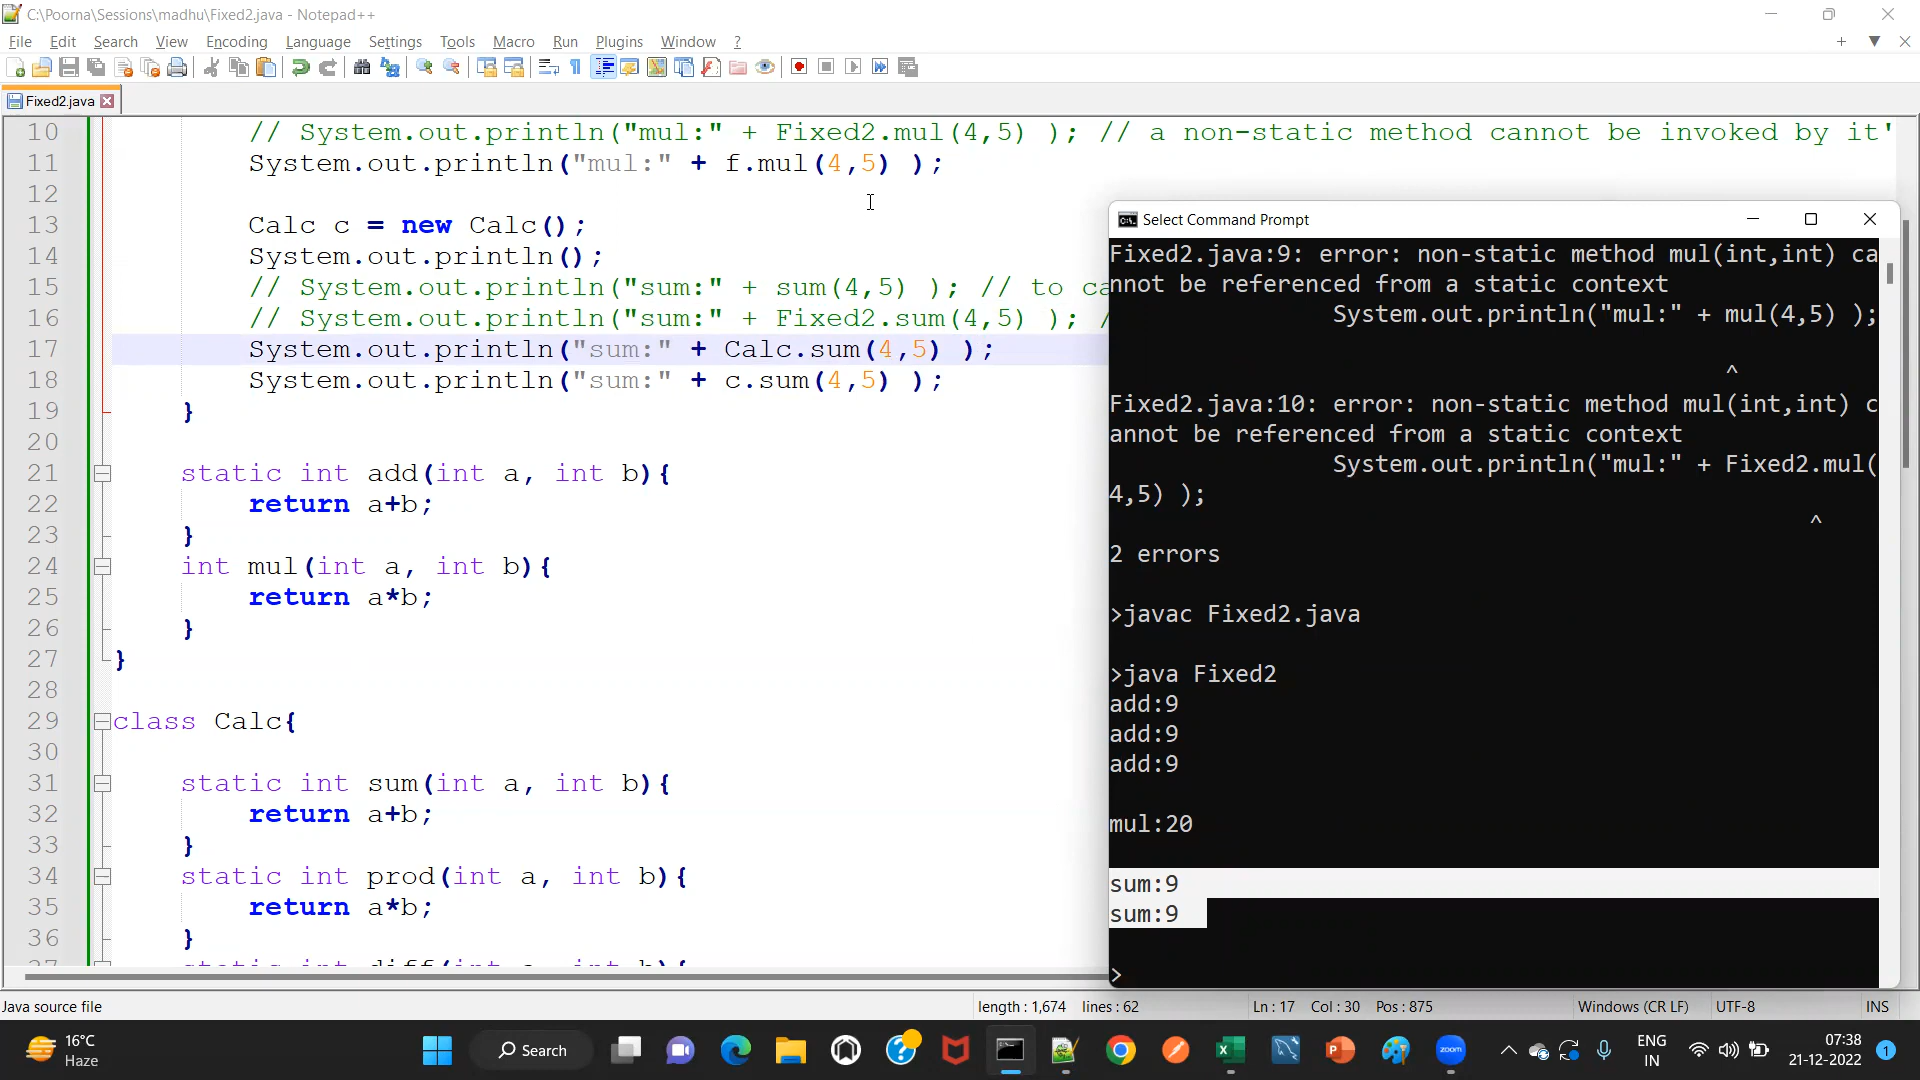 C:\Poorna\Sessions\madhu\Fixed2.java - Notepad++
File Edit Search View Encoding Language Settings Tools Macro Run Plugins Window ?
Fixed2.java
10 // System.out.println("mul:" + Fixed2.mul(4,5) ); // a non-static method cannot be invoked by it'
11 System.out.println("mul:" + f.mul(4,5) );
12
13 Calc c = new Calc();
14 System.out.println();
15 // System.out.println("sum:" + sum(4,5) ); // to ca
16 // System.out.println("sum:" + Fixed2.sum(4,5) ); /
17 System.out.println("sum:" + Calc.sum(4,5) );
18 System.out.println("sum:" + c.sum(4,5) );
19 }
20
21 static int add(int a, int b){
22 return a+b;
23 }
24 int mul(int a, int b){
25 return a*b;
26 }
27 }
28
29 class Calc{
30
31 static int sum(int a, int b){
32 return a+b;
33 }
34 static int prod(int a, int b){
35 return a*b;
36 }
Select Command Prompt
Fixed2.java:9: error: non-static method mul(int,int) ca
nnot be referenced from a static context
System.out.println("mul:" + mul(4,5) );
^
Fixed2.java:10: error: non-static method mul(int,int) c
annot be referenced from a static context
System.out.println("mul:" + Fixed2.mul(
4,5) );
^
2 errors
>javac Fixed2.java
>java Fixed2
add:9
add:9
add:9
mul:20
sum:9
sum:9
>
Java source file length : 1,674 lines : 62 Ln : 17 Col : 30 Pos : 875 Windows (CR LF) UTF-8 INS
16°C
Haze
Search
zoom
ENG
IN
07:38
21-12-2022
1